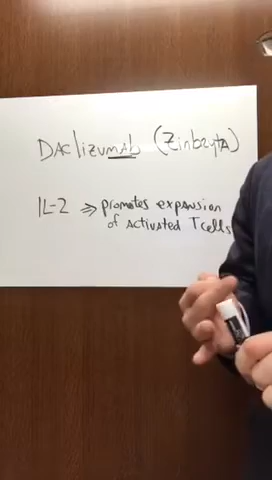 DAClizumAb (Zinbryta)
IL-2 ⇒ promotes expansion
of activated T cells